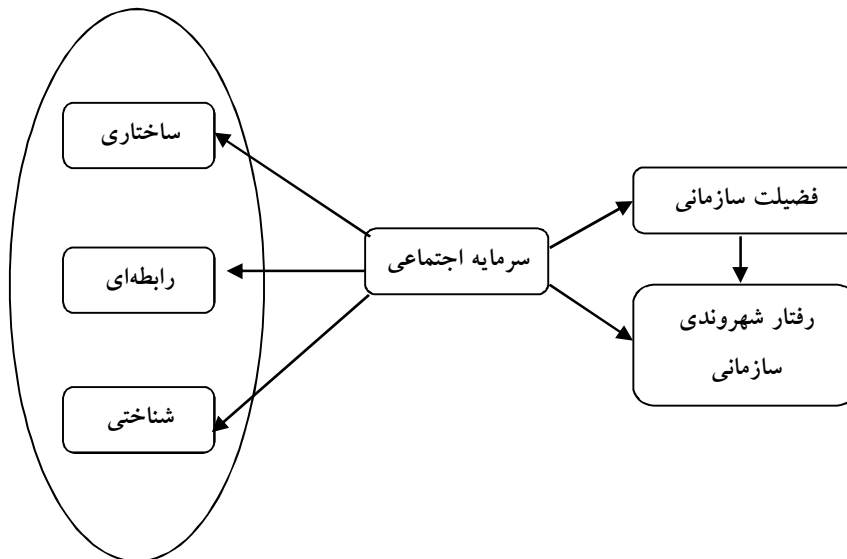 ساختاری
رابطه‌ای
شناختی
سرمایه اجتماعی
فضیلت سازمانی
رفتار شهروندی
سازمانی